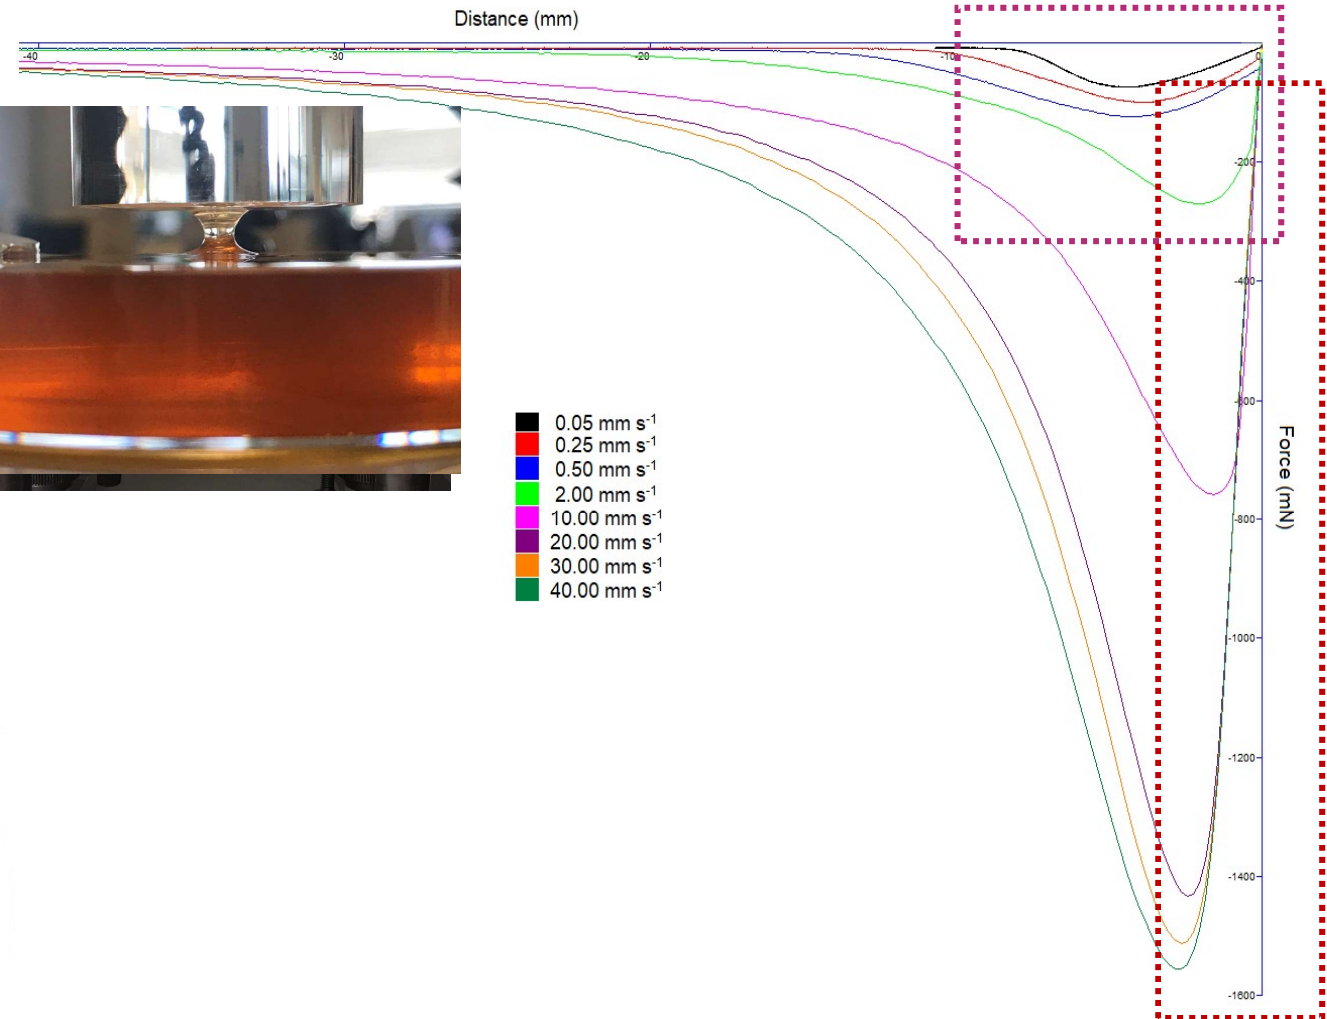 Distance (mm)
-40
-30
-20
-10
0
-200
-400
-600
-800
-1000
-1200
-1400
-1600
Force (mN)
0.05 mm s⁻¹
0.25 mm s⁻¹
0.50 mm s⁻¹
2.00 mm s⁻¹
10.00 mm s⁻¹
20.00 mm s⁻¹
30.00 mm s⁻¹
40.00 mm s⁻¹